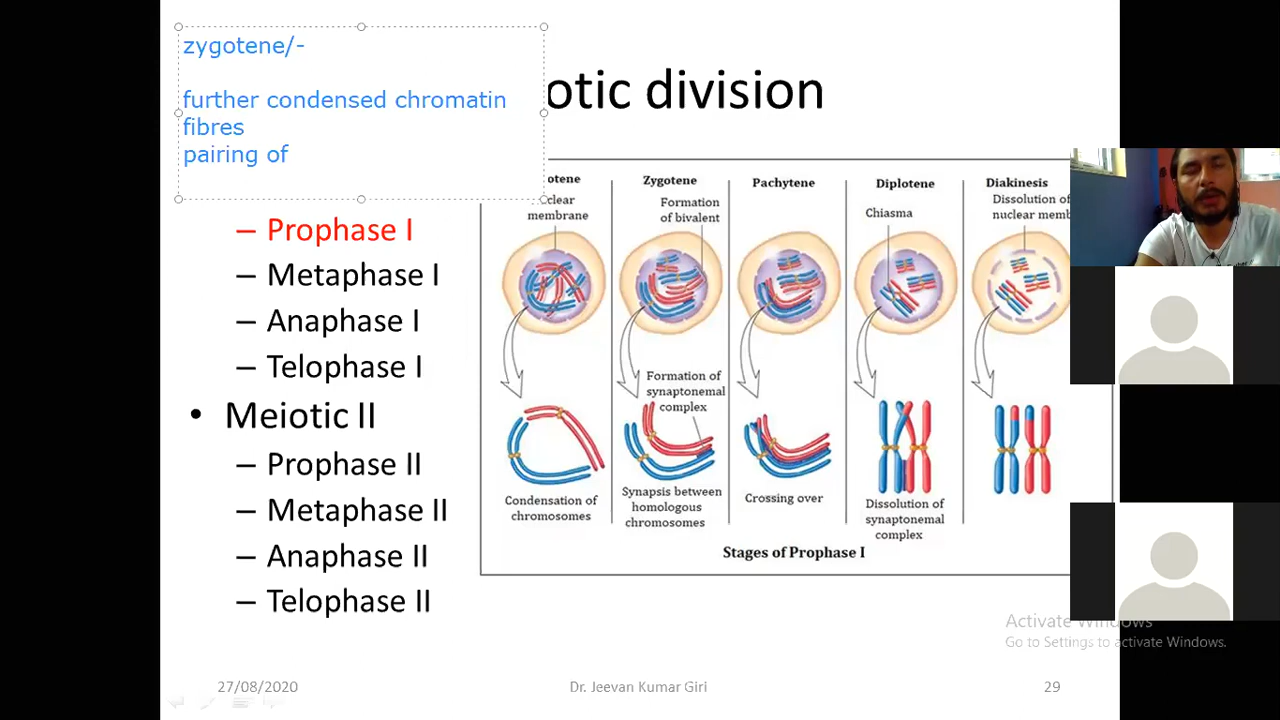 zygotene/-
further condensed chromatin
fibres
pairing of
otic division
– Prophase I
– Metaphase I
– Anaphase I
– Telophase I
• Meiotic II
– Prophase II
– Metaphase II
– Anaphase II
– Telophase II
otene
Zygotene
Pachytene
Diplotene
Diakinesis
clear
membrane
Formation
of bivalent
Chiasma
Dissolution of
nuclear mem
Formation of
synaptonemal
complex
Condensation of
chromosomes
Synapsis between
homologous
chromosomes
Crossing over
Dissolution of
synaptonemal
complex
Stages of Prophase I
Activate Windows
Go to Settings to activate Windows.
27/08/2020
Dr. Jeevan Kumar Giri
29